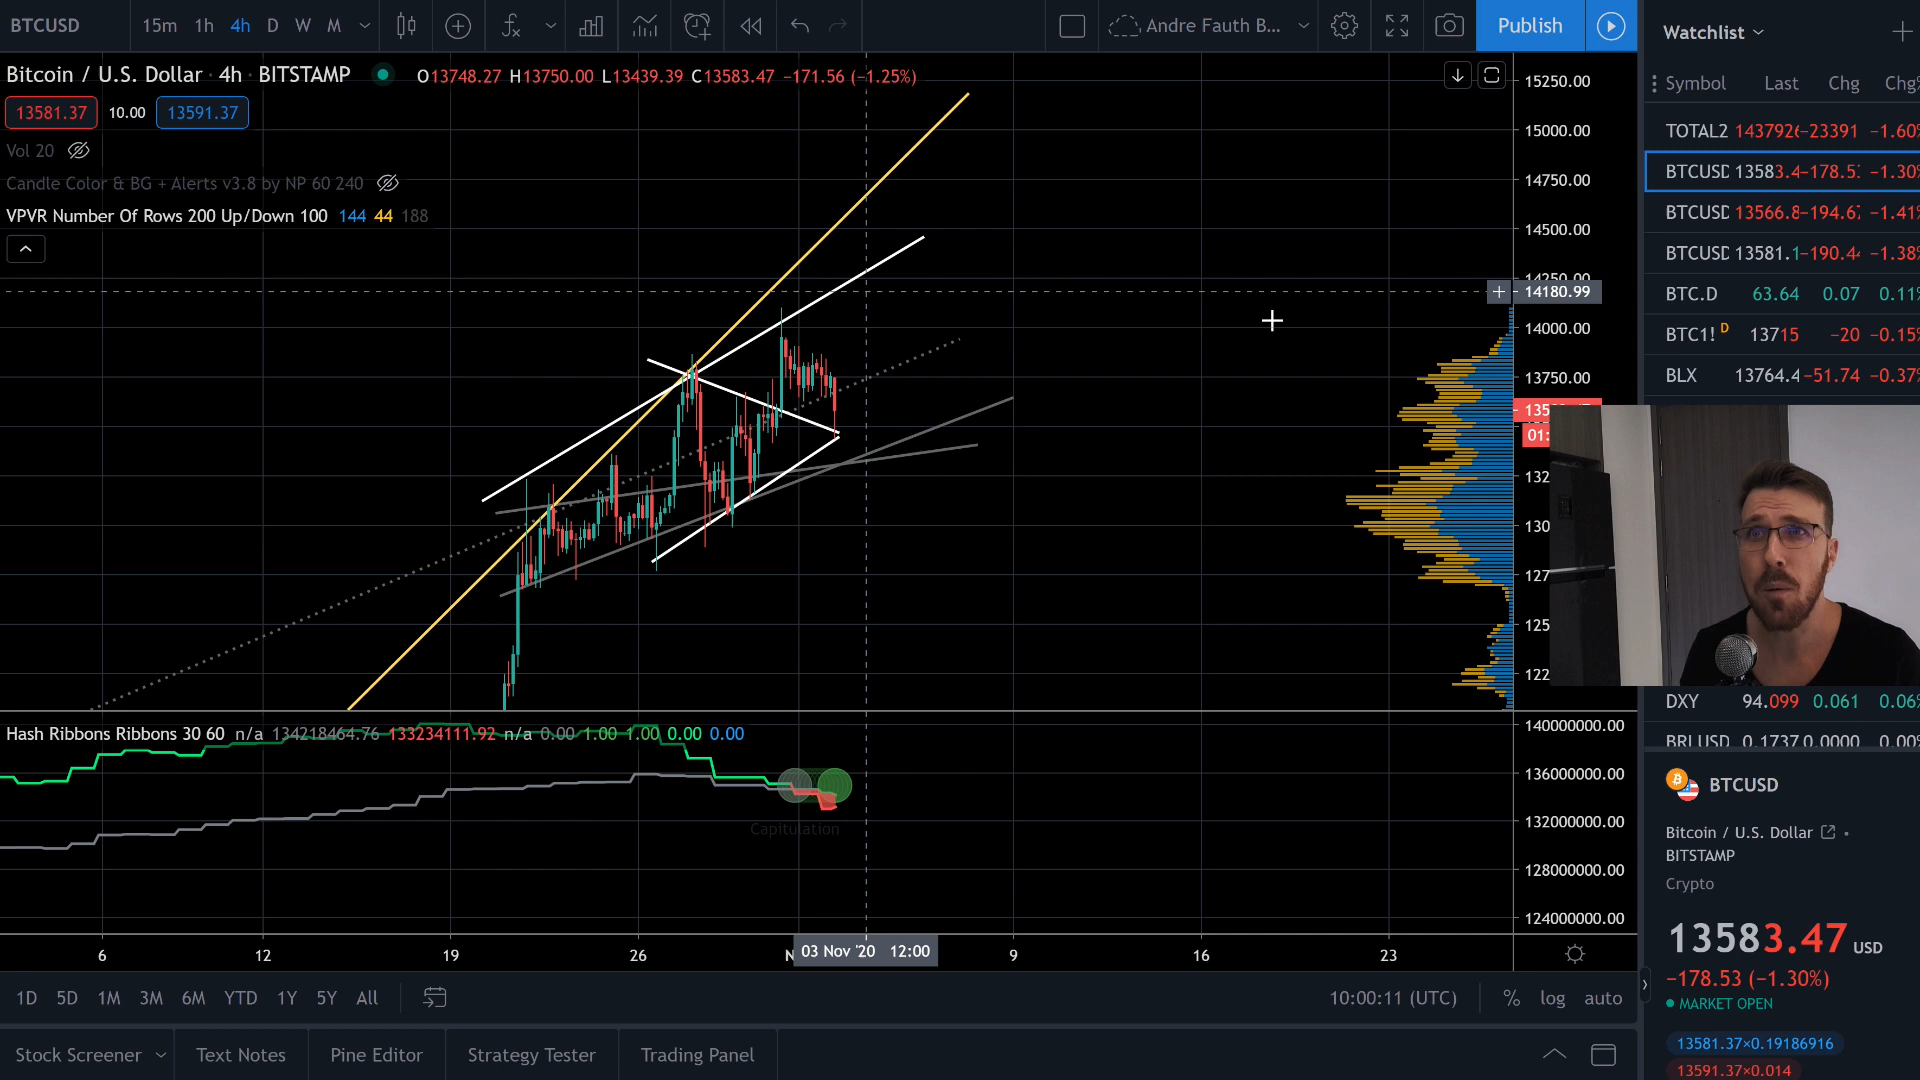 BTCUSD 15m 1h 4h D W M Andre Fauth B... Publish
Watchlist
Bitcoin / U.S. Dollar · 4h · BITSTAMP O13748.27 H13750.00 L13439.39 C13583.47 −171.56 (−1.25%)
13581.37 10.00 13591.37
Vol 20
Candle Color & BG + Alerts v3.8 by NP 60 240
VPVR Number Of Rows 200 Up/Down 100 144 44 188
15250.00
15000.00
14750.00
14500.00
14250.00
14180.99
14000.00
13750.00
01:
132
130
127
125
122
Symbol Last Chg Chg%
TOTAL2 1437926 −23391 −1.60%
BTCUSD 13583.4 −178.5 −1.30%
BTCUSD 13566.8 −194.6 −1.41%
BTCUSD 13581.1 −190.4 −1.38%
BTC.D 63.64 0.07 0.11%
BTC1! D 13715 −20 −0.15%
BLX 13764.4 −51.74 −0.37%
DXY 94.099 0.061 0.06%
BRLUSD 0.1737 0.0000 0.00%
Hash Ribbons Ribbons 30 60 n/a 134218464.76 133234111.92 n/a 0.00 1.00 1.00 0.00 0.00
Capitulation
140000000.00
136000000.00
132000000.00
128000000.00
124000000.00
6 12 19 26 N 03 Nov '20 12:00 9 16 23
1D 5D 1M 3M 6M YTD 1Y 5Y All 10:00:11 (UTC) % log auto
Stock Screener Text Notes Pine Editor Strategy Tester Trading Panel
BTCUSD
Bitcoin / U.S. Dollar
BITSTAMP
Crypto
13583.47 USD
−178.53 (−1.30%)
MARKET OPEN
13581.37×0.19186916
13591.37×0.014